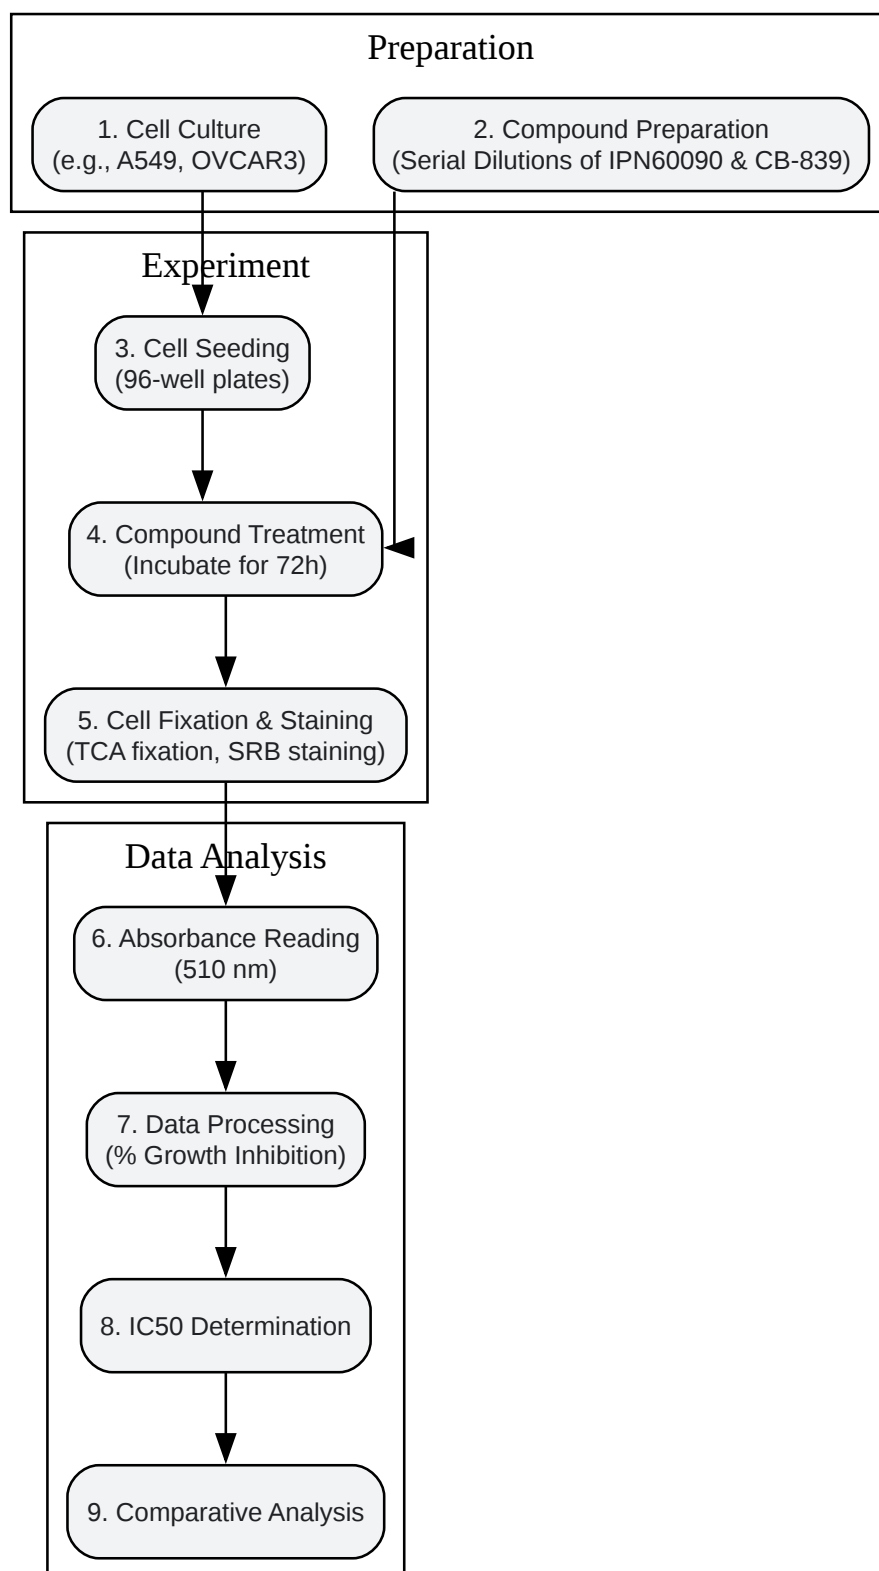 Preparation
1. Cell Culture
(e.g., A549, OVCAR3)
2. Compound Preparation
(Serial Dilutions of IPN60090 & CB-839)
Experiment
3. Cell Seeding
(96-well plates)
4. Compound Treatment
(Incubate for 72h)
5. Cell Fixation & Staining
(TCA fixation, SRB staining)
Data Analysis
6. Absorbance Reading
(510 nm)
7. Data Processing
(% Growth Inhibition)
8. IC50 Determination
9. Comparative Analysis